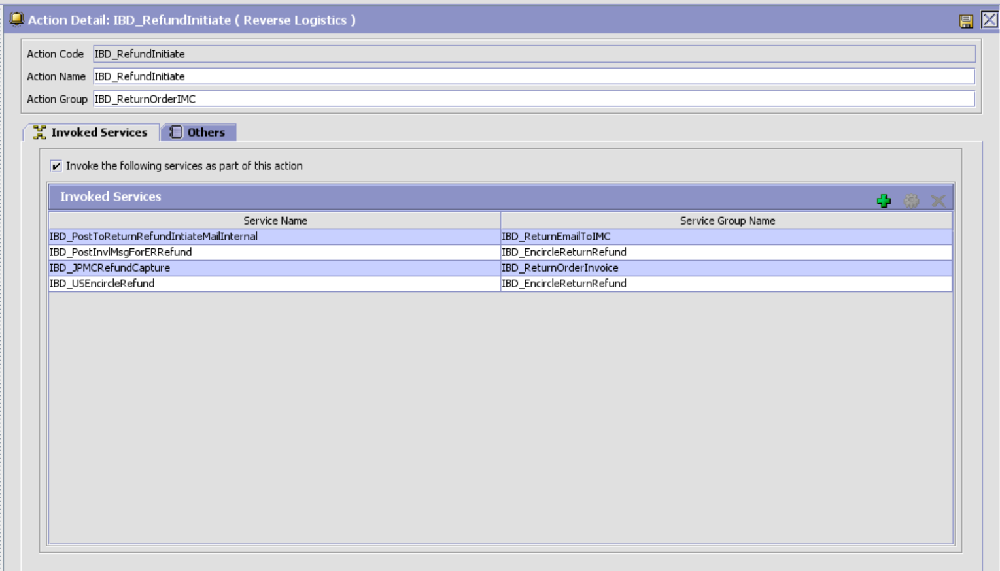 Action Detail: IBD_RefundInitiate ( Reverse Logistics )
Action Code IBD_RefundInitiate
Action Name IBD_RefundInitiate
Action Group IBD_ReturnOrderIMC
Invoked Services Others
Invoke the following services as part of this action
Invoked Services
Service Name Service Group Name
IBD_PostToReturnRefundIntiateMailInternal IBD_ReturnEmailToIMC
IBD_PostInvlMsgForERRefund IBD_EncircleReturnRefund
IBD_JPMCRefundCapture IBD_ReturnOrderInvoice
IBD_USEncircleRefund IBD_EncircleReturnRefund